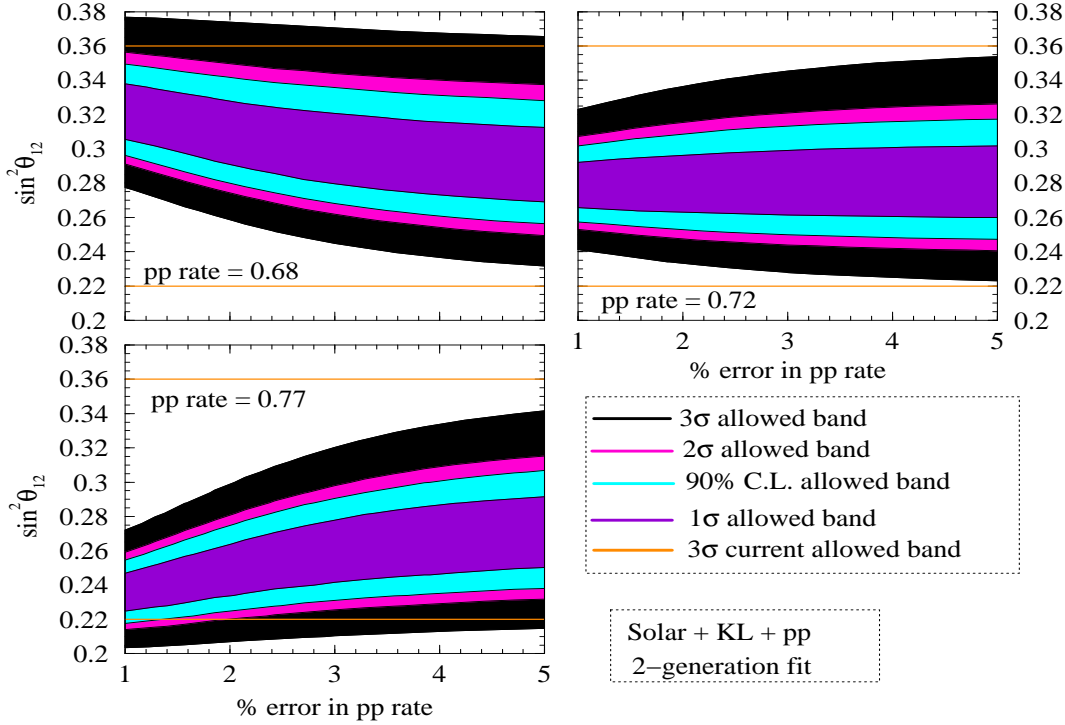 0.38
0.36
0.34
0.32
0.3
0.28
0.26
0.24
0.22
0.2
sin²θ₁₂
pp rate = 0.68
0.38
0.36
0.34
0.32
0.3
0.28
0.26
0.24
0.22
0.2
pp rate = 0.72
1 2 3 4 5
% error in pp rate
0.38
0.36
0.34
0.32
0.3
0.28
0.26
0.24
0.22
0.2
sin²θ₁₂
pp rate = 0.77
1 2 3 4 5
% error in pp rate
3σ allowed band
2σ allowed band
90% C.L. allowed band
1σ allowed band
3σ current allowed band
Solar + KL + pp
2−generation fit